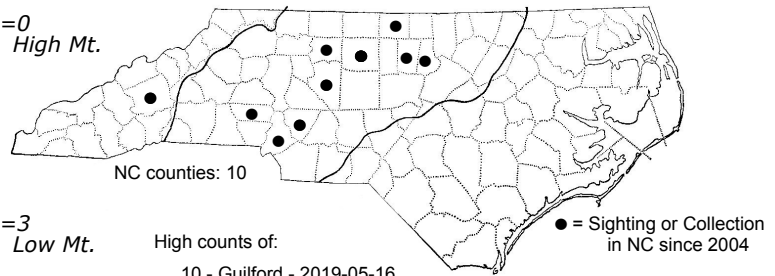 =0
High Mt.
NC counties: 10
=3
Low Mt.
High counts of:
10 - Guilford - 2019-05-16
● = Sighting or Collection
in NC since 2004